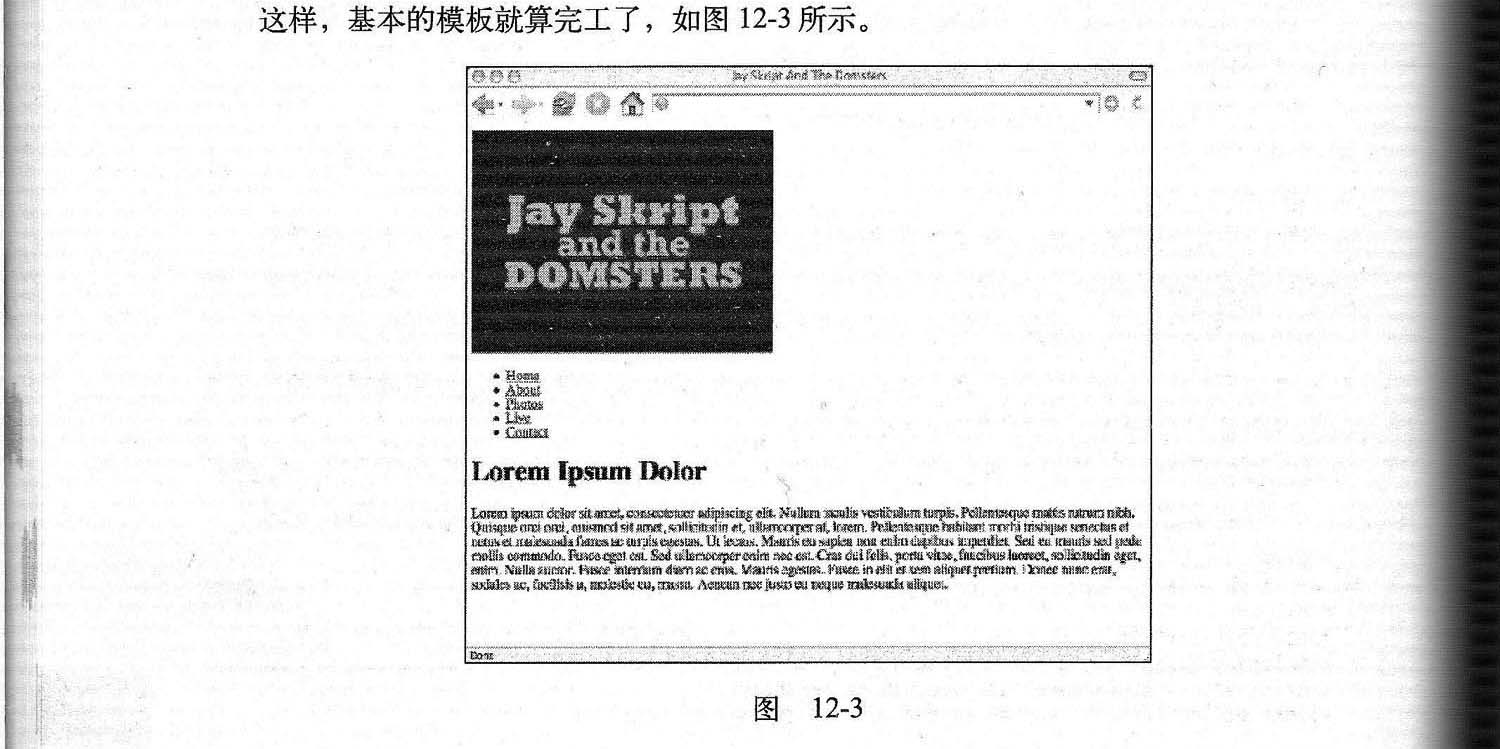 这样，基本的模板就算完工了，如图 12-3 所示。
Jay Skript And The Domsters
Jay Skript
and the
DOMSTERS
Home
About
Photos
Live
Contact
Lorem Ipsum Dolor
Lorem ipsum dolor sit amet, consectetuer adipiscing elit. Nullam iaculis vestibulum turpis. Pellentesque mattis rutrum nibh.
Quisque orci orci, euismod sit amet, sollicitudin et, ullamcorper at, lorem. Pellentesque habitant morbi tristique senectus et
netus et malesuada fames ac turpis egestas. Ut lectus. Mauris eu sapien non enim dapibus imperdiet. Sed eu mauris sed pede
mollis commodo. Fusce eget est. Sed ullamcorper enim nec est. Cras dui felis, porta vitae, faucibus laoreet, sollicitudin eget,
enim. Nulla auctor. Fusce interdum diam ac eros. Mauris egestas. Fusce in elit et sem aliquet pretium. Donec nunc erat,
sodales ac, facilisis a, molestie eu, massa. Aenean nec justo eu neque malesuada aliquet.
Done
图 12-3